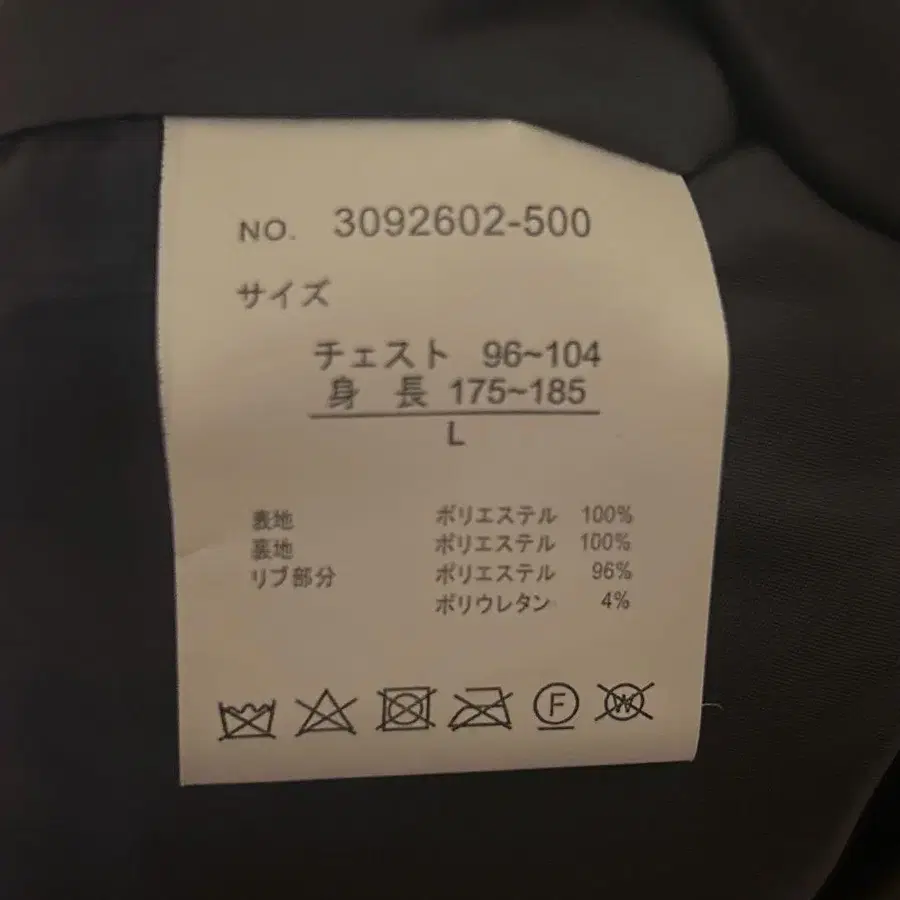 NO. 3092602-500
サイズ
チェスト 96~104
身長 175~185
L
表地 ポリエステル 100%
裏地 ポリエステル 100%
リブ部分 ポリエステル 96%
ポリウレタン 4%
F W